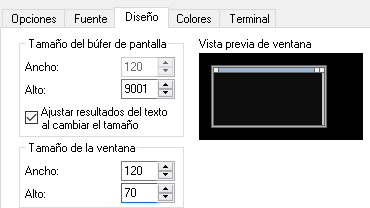 Opciones Fuente Diseño Colores Terminal
Tamaño del búfer de pantalla
Ancho: 120
Alto: 9001
Ajustar resultados del texto
al cambiar el tamaño
Tamaño de la ventana
Ancho: 120
Alto: 70
Vista previa de ventana